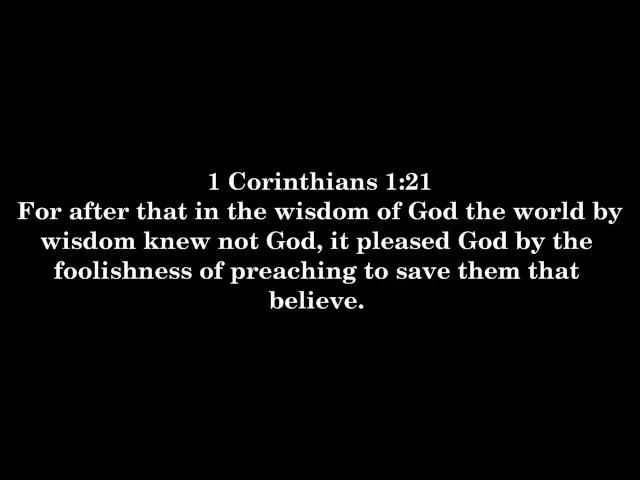 1 Corinthians 1:21
For after that in the wisdom of God the world by
wisdom knew not God, it pleased God by the
foolishness of preaching to save them that
believe.